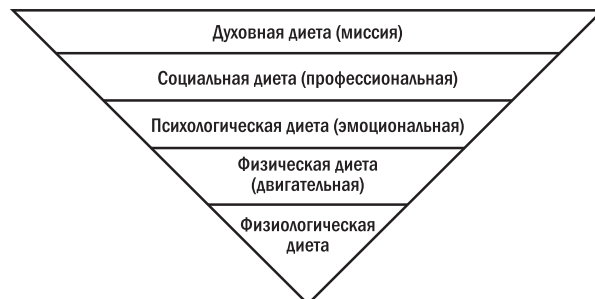 Духовная диета (миссия)
Социальная диета (профессиональная)
Психологическая диета (эмоциональная)
Физическая диета
(двигательная)
Физиологическая
диета